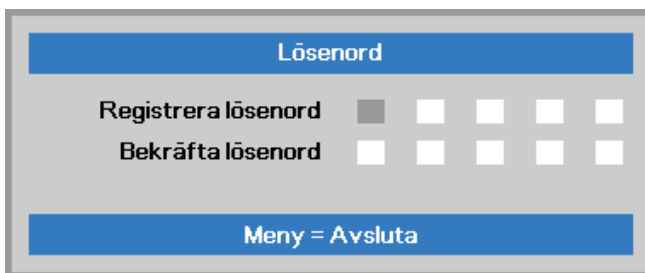 Lösenord
Registrera lösenord
Bekräfta lösenord
Meny = Avsluta